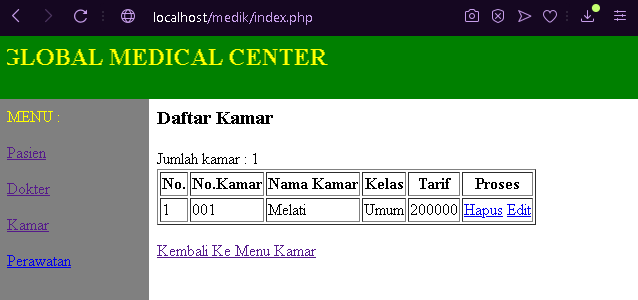 localhost/medik/index.php
GLOBAL MEDICAL CENTER
MENU :
Pasien
Dokter
Kamar
Perawatan
Daftar Kamar
Jumlah kamar : 1
No. No.Kamar Nama Kamar Kelas Tarif Proses
1 001 Melati Umum 200000 Hapus Edit
Kembali Ke Menu Kamar